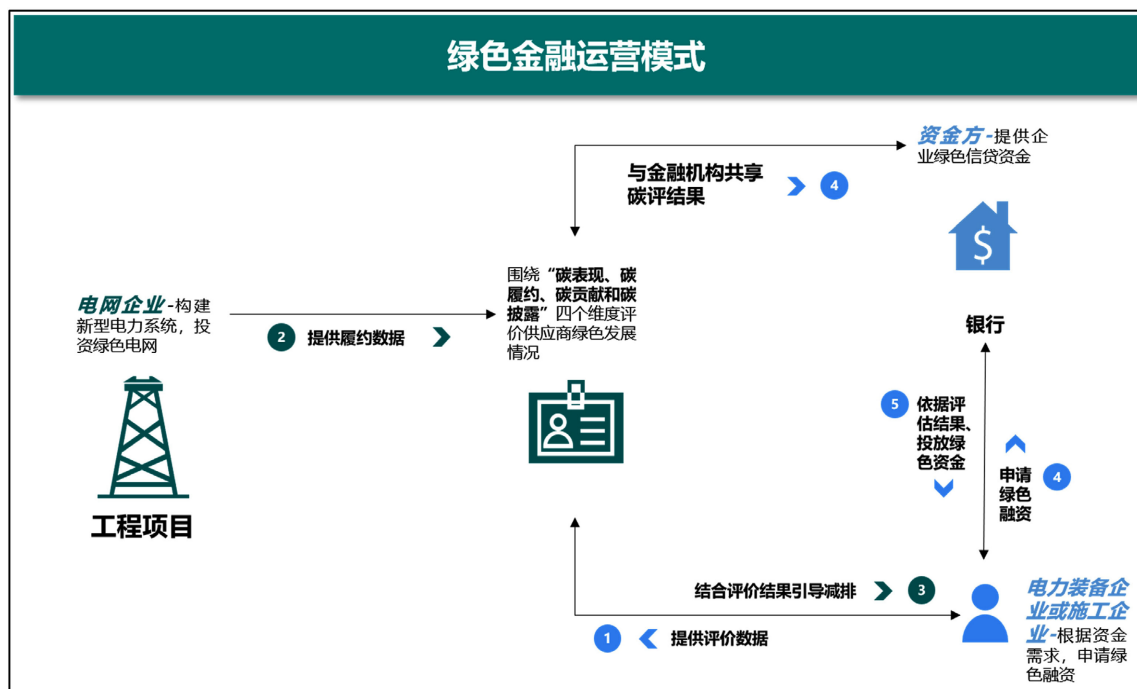 绿色金融运营模式
资金方-提供企
业绿色信贷资金
与金融机构共享
碳评结果
4
围绕“碳表现、碳
履约、碳贡献和碳
披露”四个维度评
价供应商绿色发展
情况
电网企业-构建
新型电力系统，投
资绿色电网
2 提供履约数据
$
银行
工程项目
5 依据评
估结果、
投放绿
色资金
申请
绿色
融资
4
结合评价结果引导减排 3
1 提供评价数据
电力装备企
业或施工企
业-根据资金
需求，申请绿
色融资